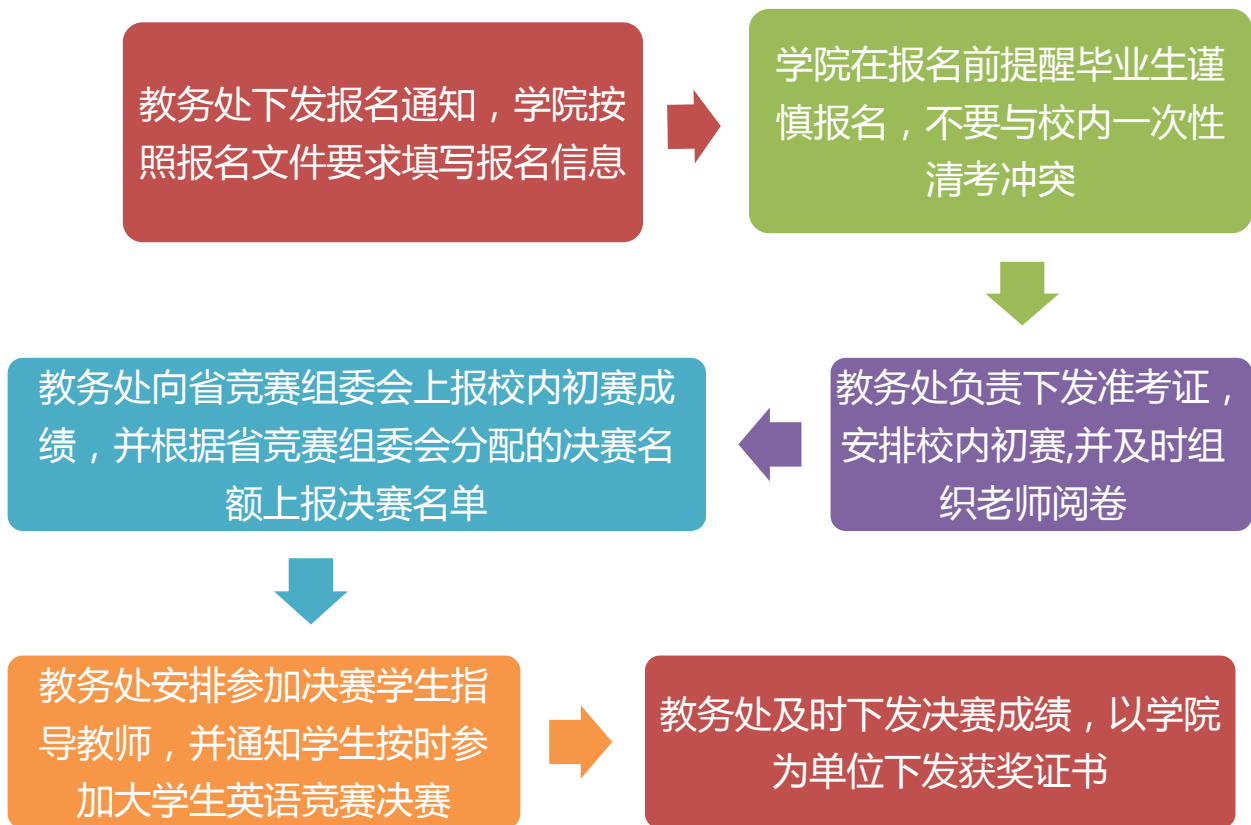 教务处下发报名通知，学院按
照报名文件要求填写报名信息
学院在报名前提醒毕业生谨
慎报名，不要与校内一次性
清考冲突
教务处负责下发准考证，
安排校内初赛,并及时组
织老师阅卷
教务处向省竞赛组委会上报校内初赛成
绩，并根据省竞赛组委会分配的决赛名
额上报决赛名单
教务处安排参加决赛学生指
导教师，并通知学生按时参
加大学生英语竞赛决赛
教务处及时下发决赛成绩，以学院
为单位下发获奖证书